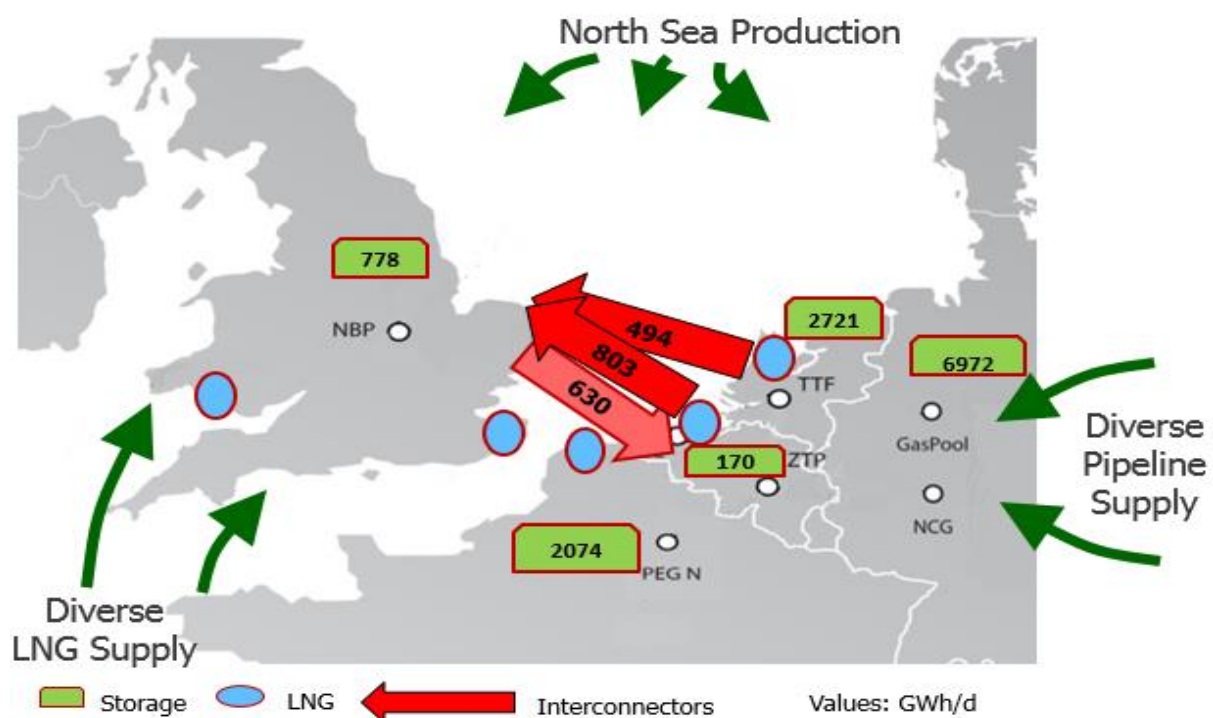 North Sea Production
778
NBP
494
803
630
2721
TTF
6972
GasPool
170
ZTP
NCG
2074
PEG N
Diverse
Pipeline
Supply
Diverse
LNG Supply
Storage
LNG
Interconnectors
Values: GWh/d